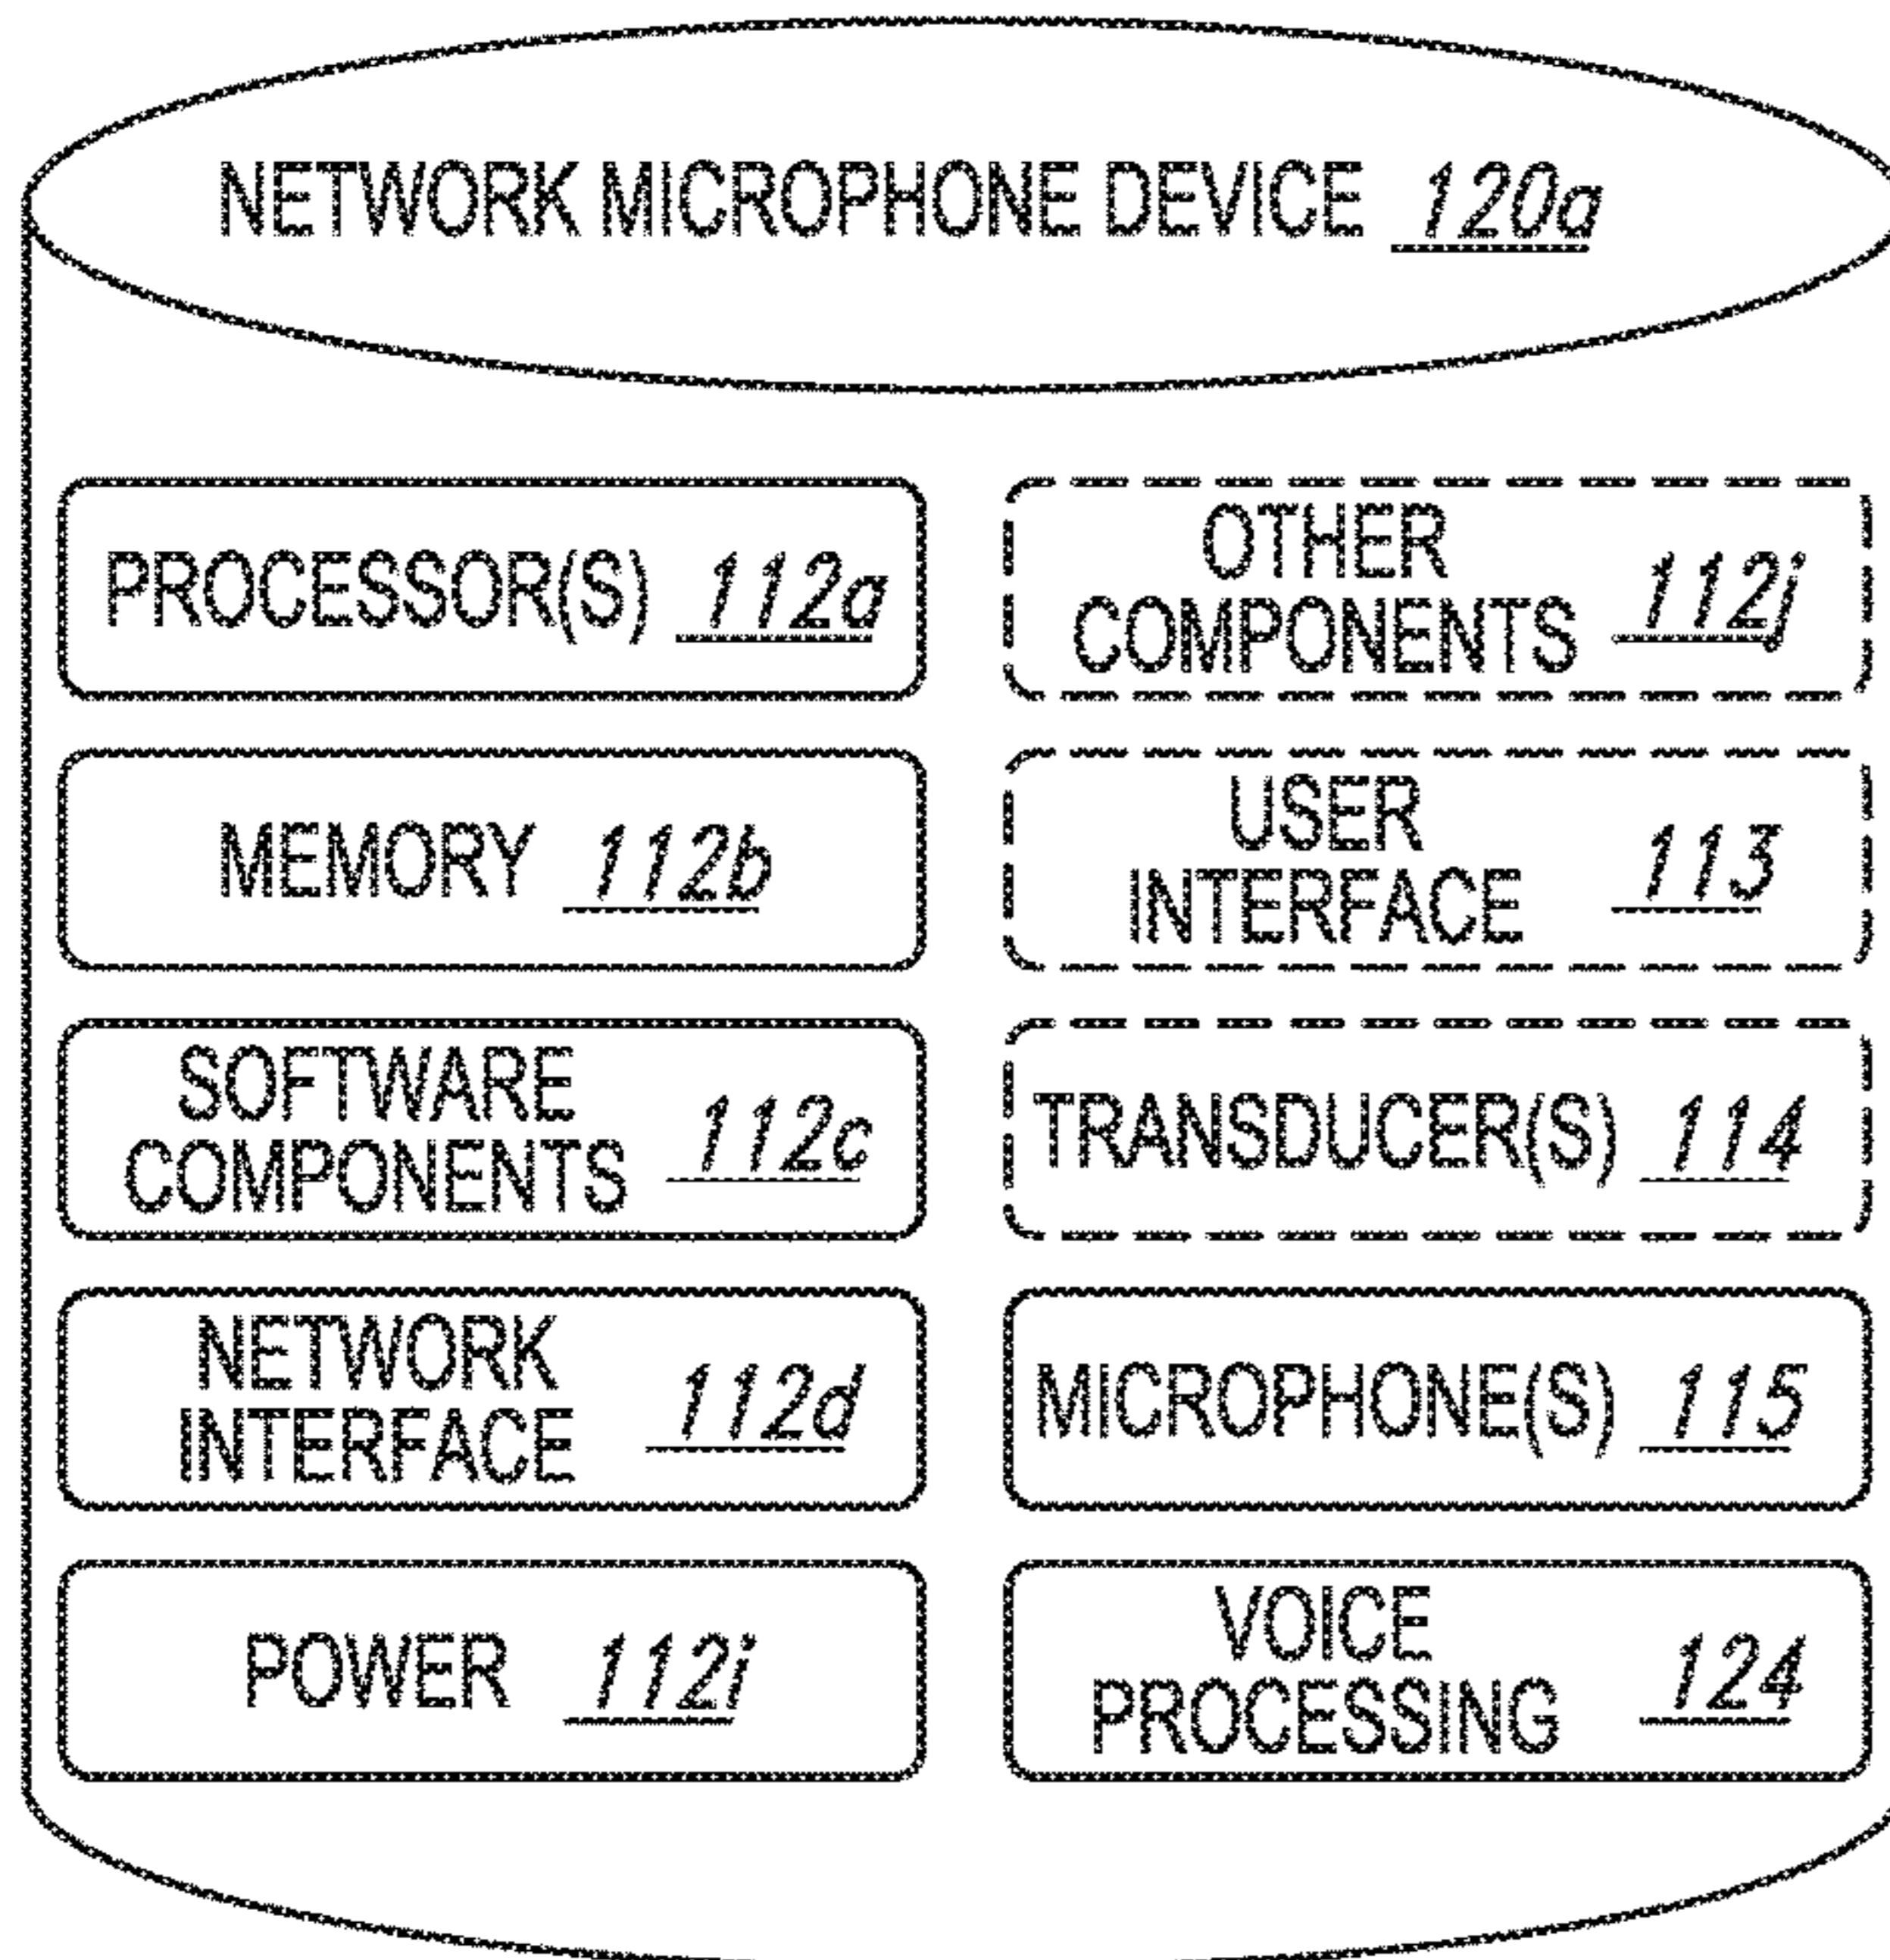 NETWORK MICROPHONE DEVICE 120a
PROCESSOR(S) 112a
MEMORY 112b
SOFTWARE
COMPONENTS 112c
NETWORK
INTERFACE 112d
POWER 112i
OTHER
COMPONENTS 112j
USER
INTERFACE 113
TRANSDUCER(S) 114
MICROPHONE(S) 115
VOICE
PROCESSING 124